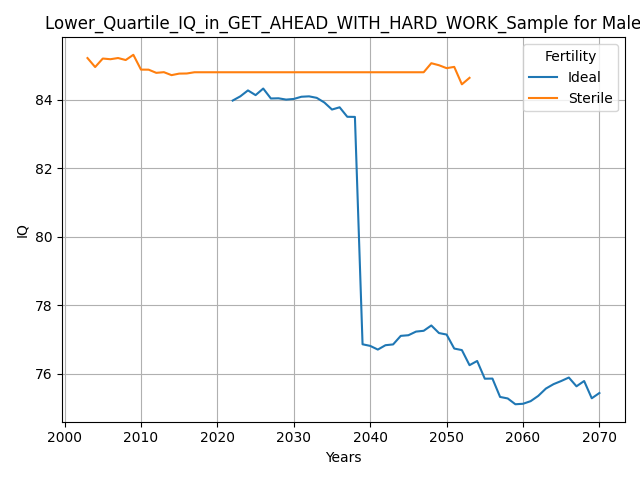 Lower_Quartile_IQ_in_GET_AHEAD_WITH_HARD_WORK_Sample for Male
Fertility
Ideal
Sterile
84
82
80
78
76
IQ
2000 2010 2020 2030 2040 2050 2060 2070
Years